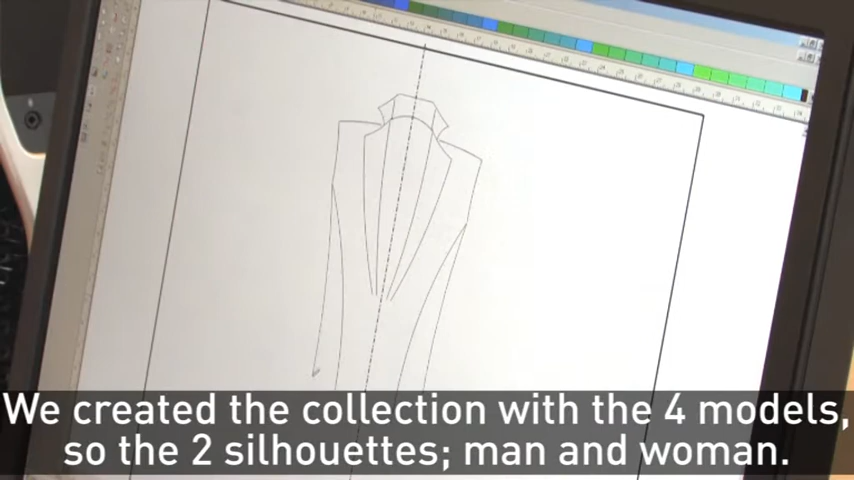 We created the collection with the 4 models,
so the 2 silhouettes; man and woman.